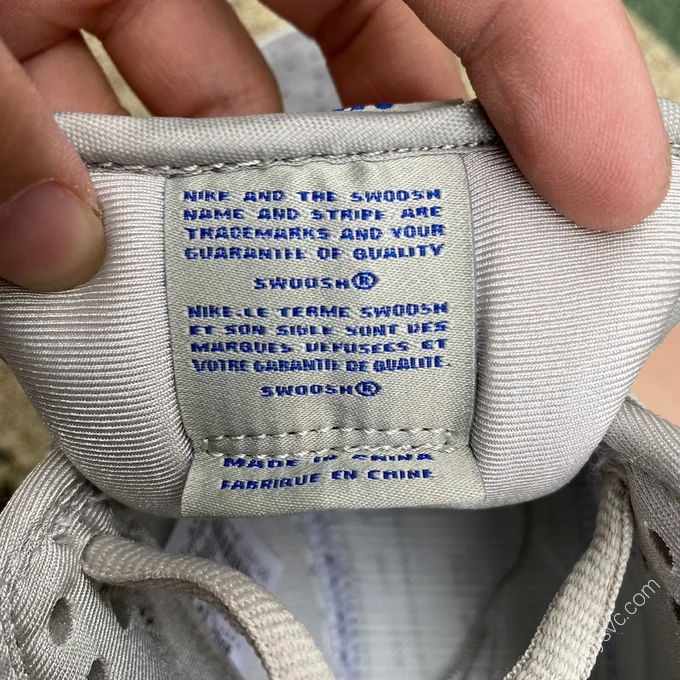 NIKE AND THE SWOOSH
NAME AND STRIPE ARE
TRADEMARKS AND YOUR
GUARANTEE OF QUALITY
SWOOSH®
NIKE.LE TERME SWOOSH
ET SON SIGLE SONT DES
MARQUES DEPOSEES ET
VOTRE GARANTIE DE QUALITE.
SWOOSH®
MADE IN CHINA
FABRIQUE EN CHINE